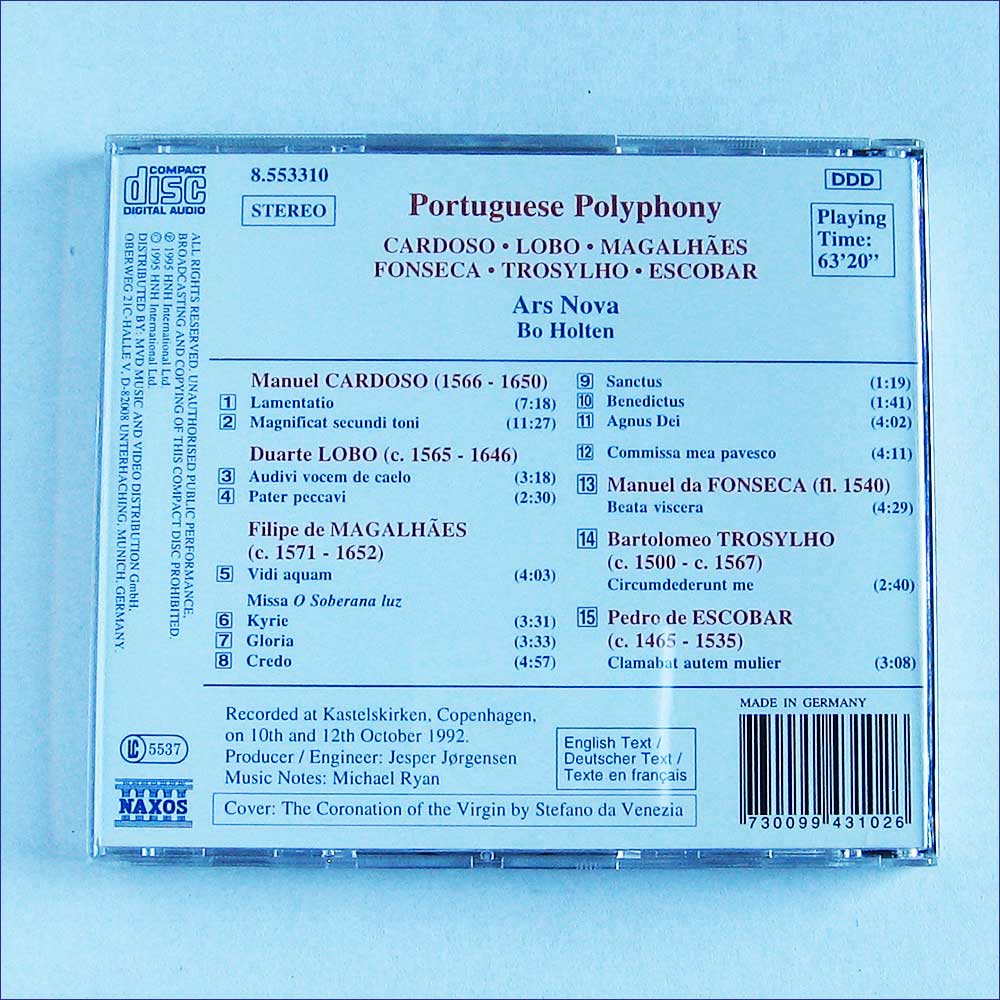 COMPACT
disc
DIGITAL AUDIO
8.553310
STEREO
DDD
Playing
Time:
63'20"
Portuguese Polyphony
CARDOSO • LOBO • MAGALHÃES
FONSECA • TROSYLHO • ESCOBAR
Ars Nova
Bo Holten
Manuel CARDOSO (1566 - 1650)
1 Lamentatio (7:18)
2 Magnificat secundi toni (11:27)
Duarte LOBO (c. 1565 - 1646)
3 Audivi vocem de caelo (3:18)
4 Pater peccavi (2:30)
Filipe de MAGALHÃES
(c. 1571 - 1652)
5 Vidi aquam (4:03)
Missa O Soberana luz
6 Kyrie (3:31)
7 Gloria (3:33)
8 Credo (4:57)
9 Sanctus (1:19)
10 Benedictus (1:41)
11 Agnus Dei (4:02)
12 Commissa mea pavesco (4:11)
13 Manuel da FONSECA (fl. 1540)
Beata viscera (4:29)
14 Bartolomeo TROSYLHO
(c. 1500 - c. 1567)
Circumdederunt me (2:40)
15 Pedro de ESCOBAR
(c. 1465 - 1535)
Clamabat autem mulier (3:08)
Recorded at Kastelskirken, Copenhagen,
on 10th and 12th October 1992.
Producer / Engineer: Jesper Jørgensen
Music Notes: Michael Ryan
English Text /
Deutscher Text /
Texte en français
Cover: The Coronation of the Virgin by Stefano da Venezia
MADE IN GERMANY
730099 431026
ALL RIGHTS RESERVED. UNAUTHORISED PUBLIC PERFORMANCE,
BROADCASTING AND COPYING OF THIS COMPACT DISC PROHIBITED.
℗ 1995 HNH International Ltd.
© 1995 HNH International Ltd.
DISTRIBUTED BY: MVD MUSIC AND VIDEO DISTRIBUTION GmbH,
OBERWEG 21C-HALLE V, D-82008 UNTERHACHING, MUNICH, GERMANY.
LC 5537
NAXOS